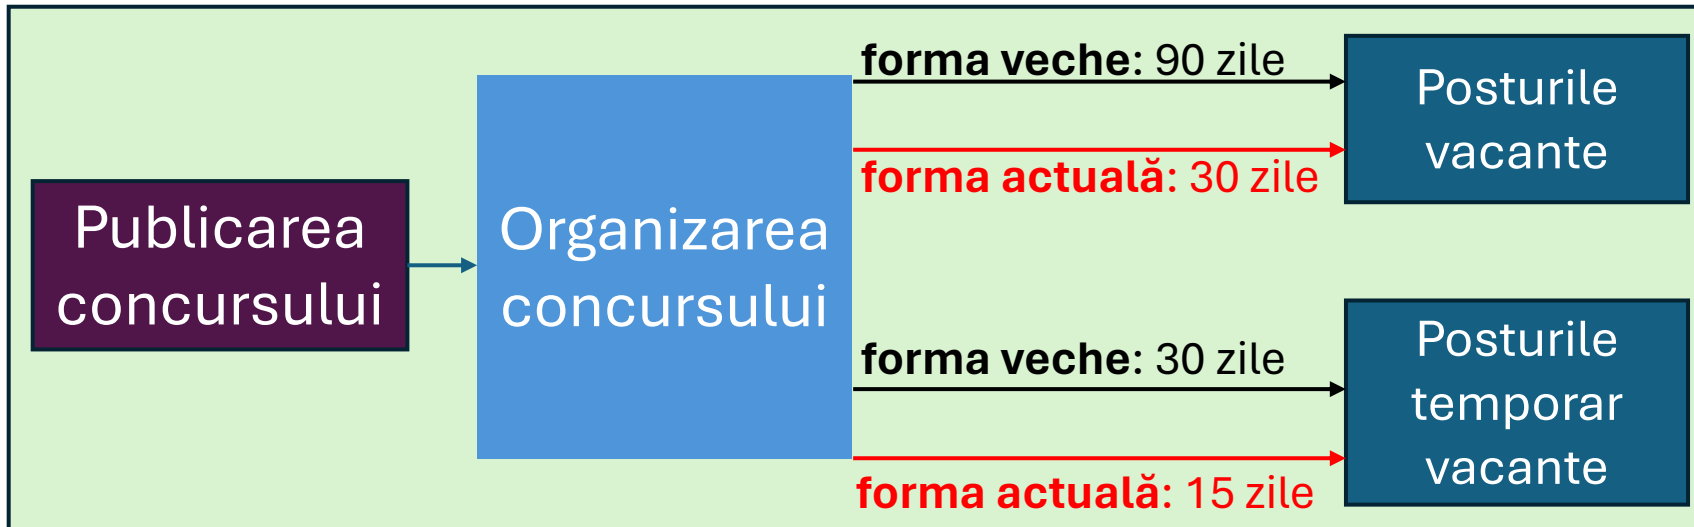 Publicarea
concursului
Organizarea
concursului
forma veche: 90 zile
forma actuală: 30 zile
Posturile
vacante
forma veche: 30 zile
forma actuală: 15 zile
Posturile
temporar
vacante